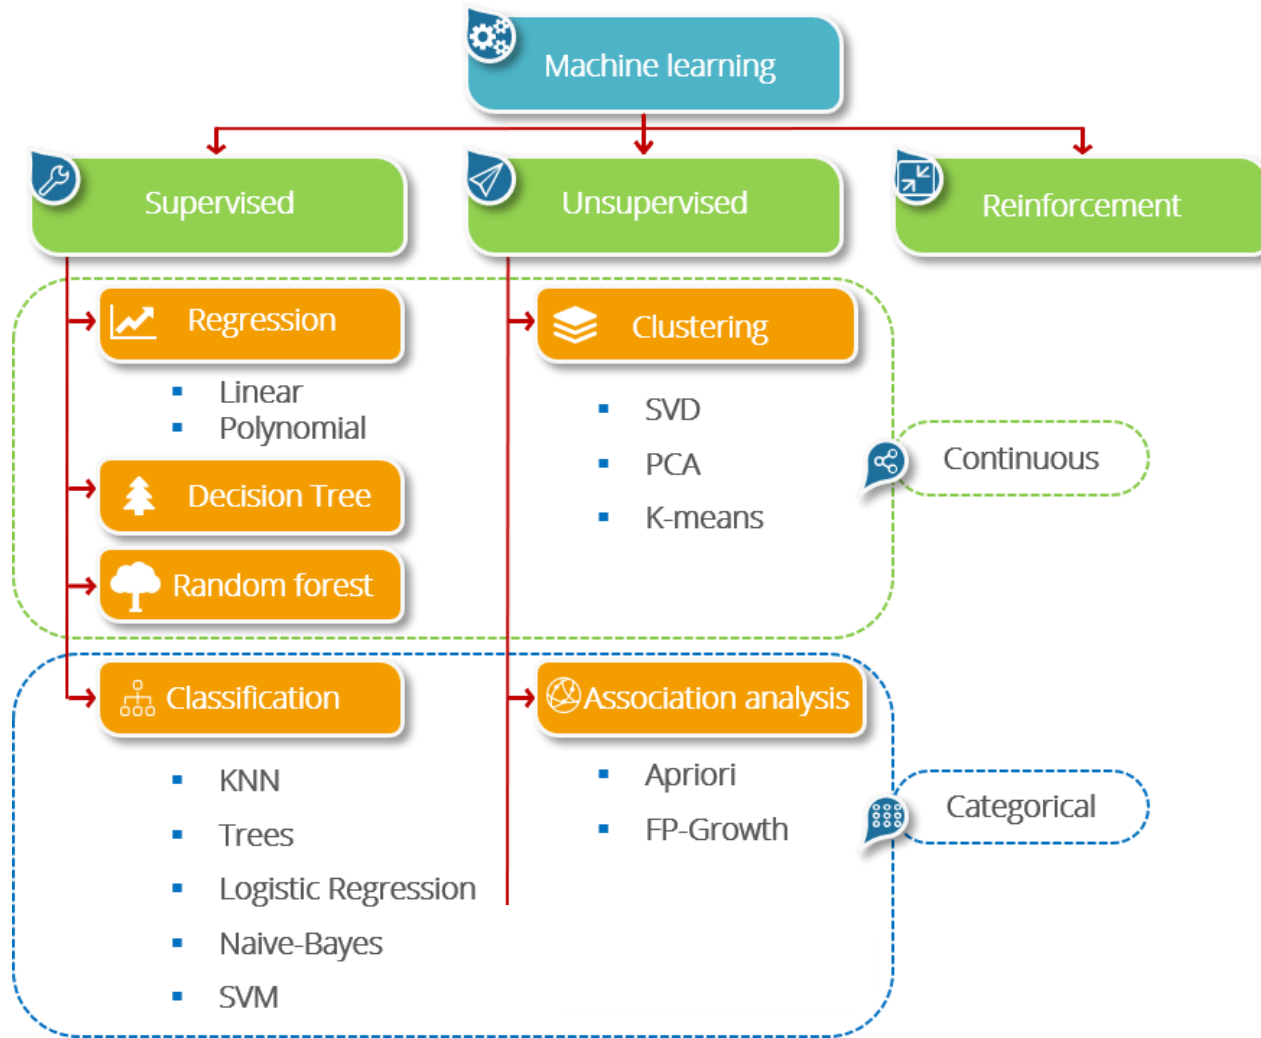 Machine learning
Supervised
Unsupervised
Reinforcement
Regression
Linear
Polynomial
Decision Tree
Random forest
Clustering
SVD
PCA
K-means
Continuous
Classification
KNN
Trees
Logistic Regression
Naive-Bayes
SVM
Association analysis
Apriori
FP-Growth
Categorical